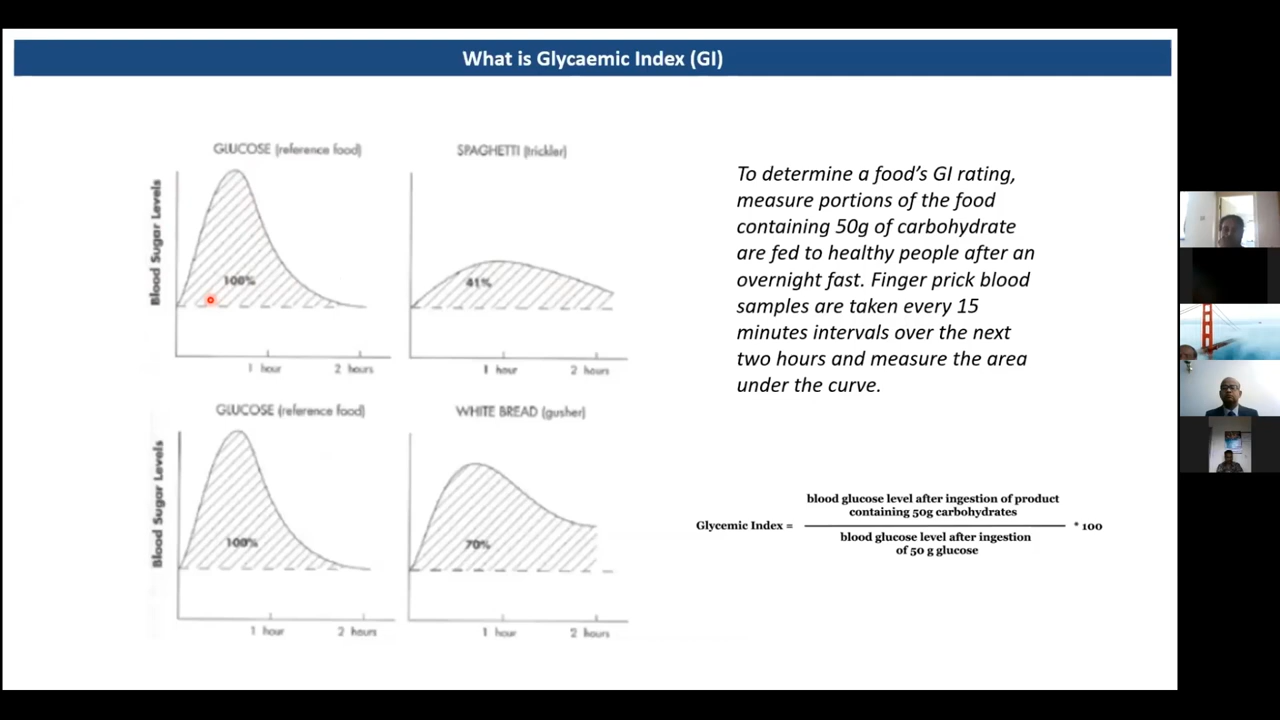 What is Glycaemic Index (GI)
GLUCOSE (reference food)
Blood Sugar Levels
100%
1 hour
2 hours
SPAGHETTI (trickler)
41%
1 hour
2 hours
GLUCOSE (reference food)
Blood Sugar Levels
100%
1 hour
2 hours
WHITE BREAD (gusher)
70%
1 hour
2 hours
To determine a food's GI rating,
measure portions of the food
containing 50g of carbohydrate
are fed to healthy people after an
overnight fast. Finger prick blood
samples are taken every 15
minutes intervals over the next
two hours and measure the area
under the curve.
blood glucose level after ingestion of product
containing 50g carbohydrates
Glycemic Index = * 100
blood glucose level after ingestion
of 50 g glucose